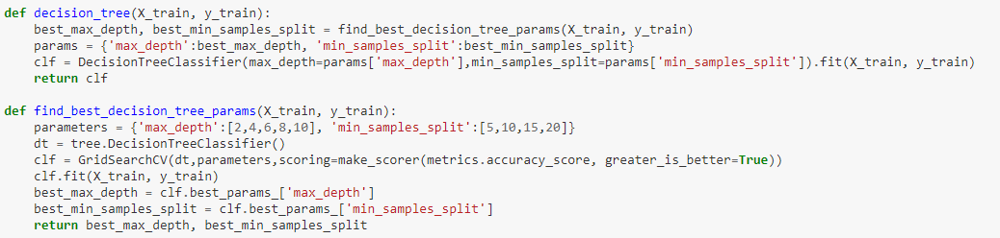 def decision_tree(X_train, y_train):
    best_max_depth, best_min_samples_split = find_best_decision_tree_params(X_train, y_train)
    params = {'max_depth':best_max_depth, 'min_samples_split':best_min_samples_split}
    clf = DecisionTreeClassifier(max_depth=params['max_depth'],min_samples_split=params['min_samples_split']).fit(X_train, y_train)
    return clf

def find_best_decision_tree_params(X_train, y_train):
    parameters = {'max_depth':[2,4,6,8,10], 'min_samples_split':[5,10,15,20]}
    dt = tree.DecisionTreeClassifier()
    clf = GridSearchCV(dt,parameters,scoring=make_scorer(metrics.accuracy_score, greater_is_better=True))
    clf.fit(X_train, y_train)
    best_max_depth = clf.best_params_['max_depth']
    best_min_samples_split = clf.best_params_['min_samples_split']
    return best_max_depth, best_min_samples_split